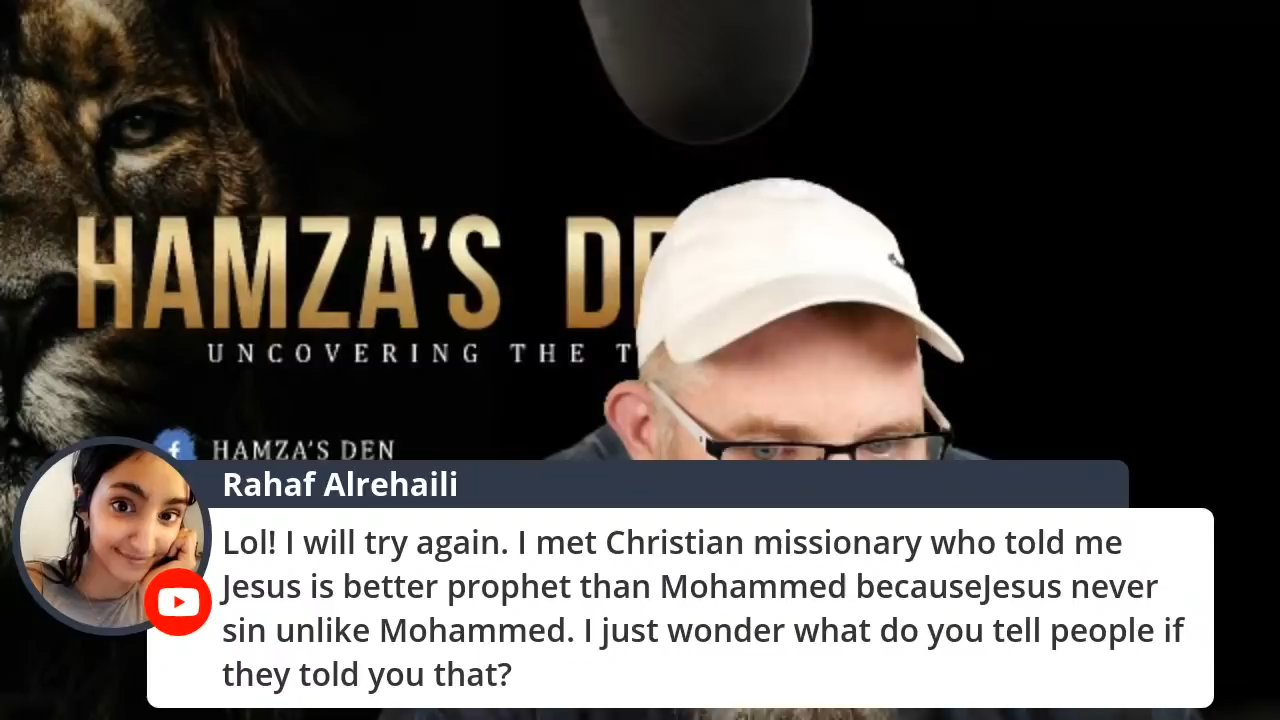 HAMZA'S DE
UNCOVERING THE T
HAMZA'S DEN
Rahaf Alrehaili
Lol! I will try again. I met Christian missionary who told me
Jesus is better prophet than Mohammed becauseJesus never
sin unlike Mohammed. I just wonder what do you tell people if
they told you that?